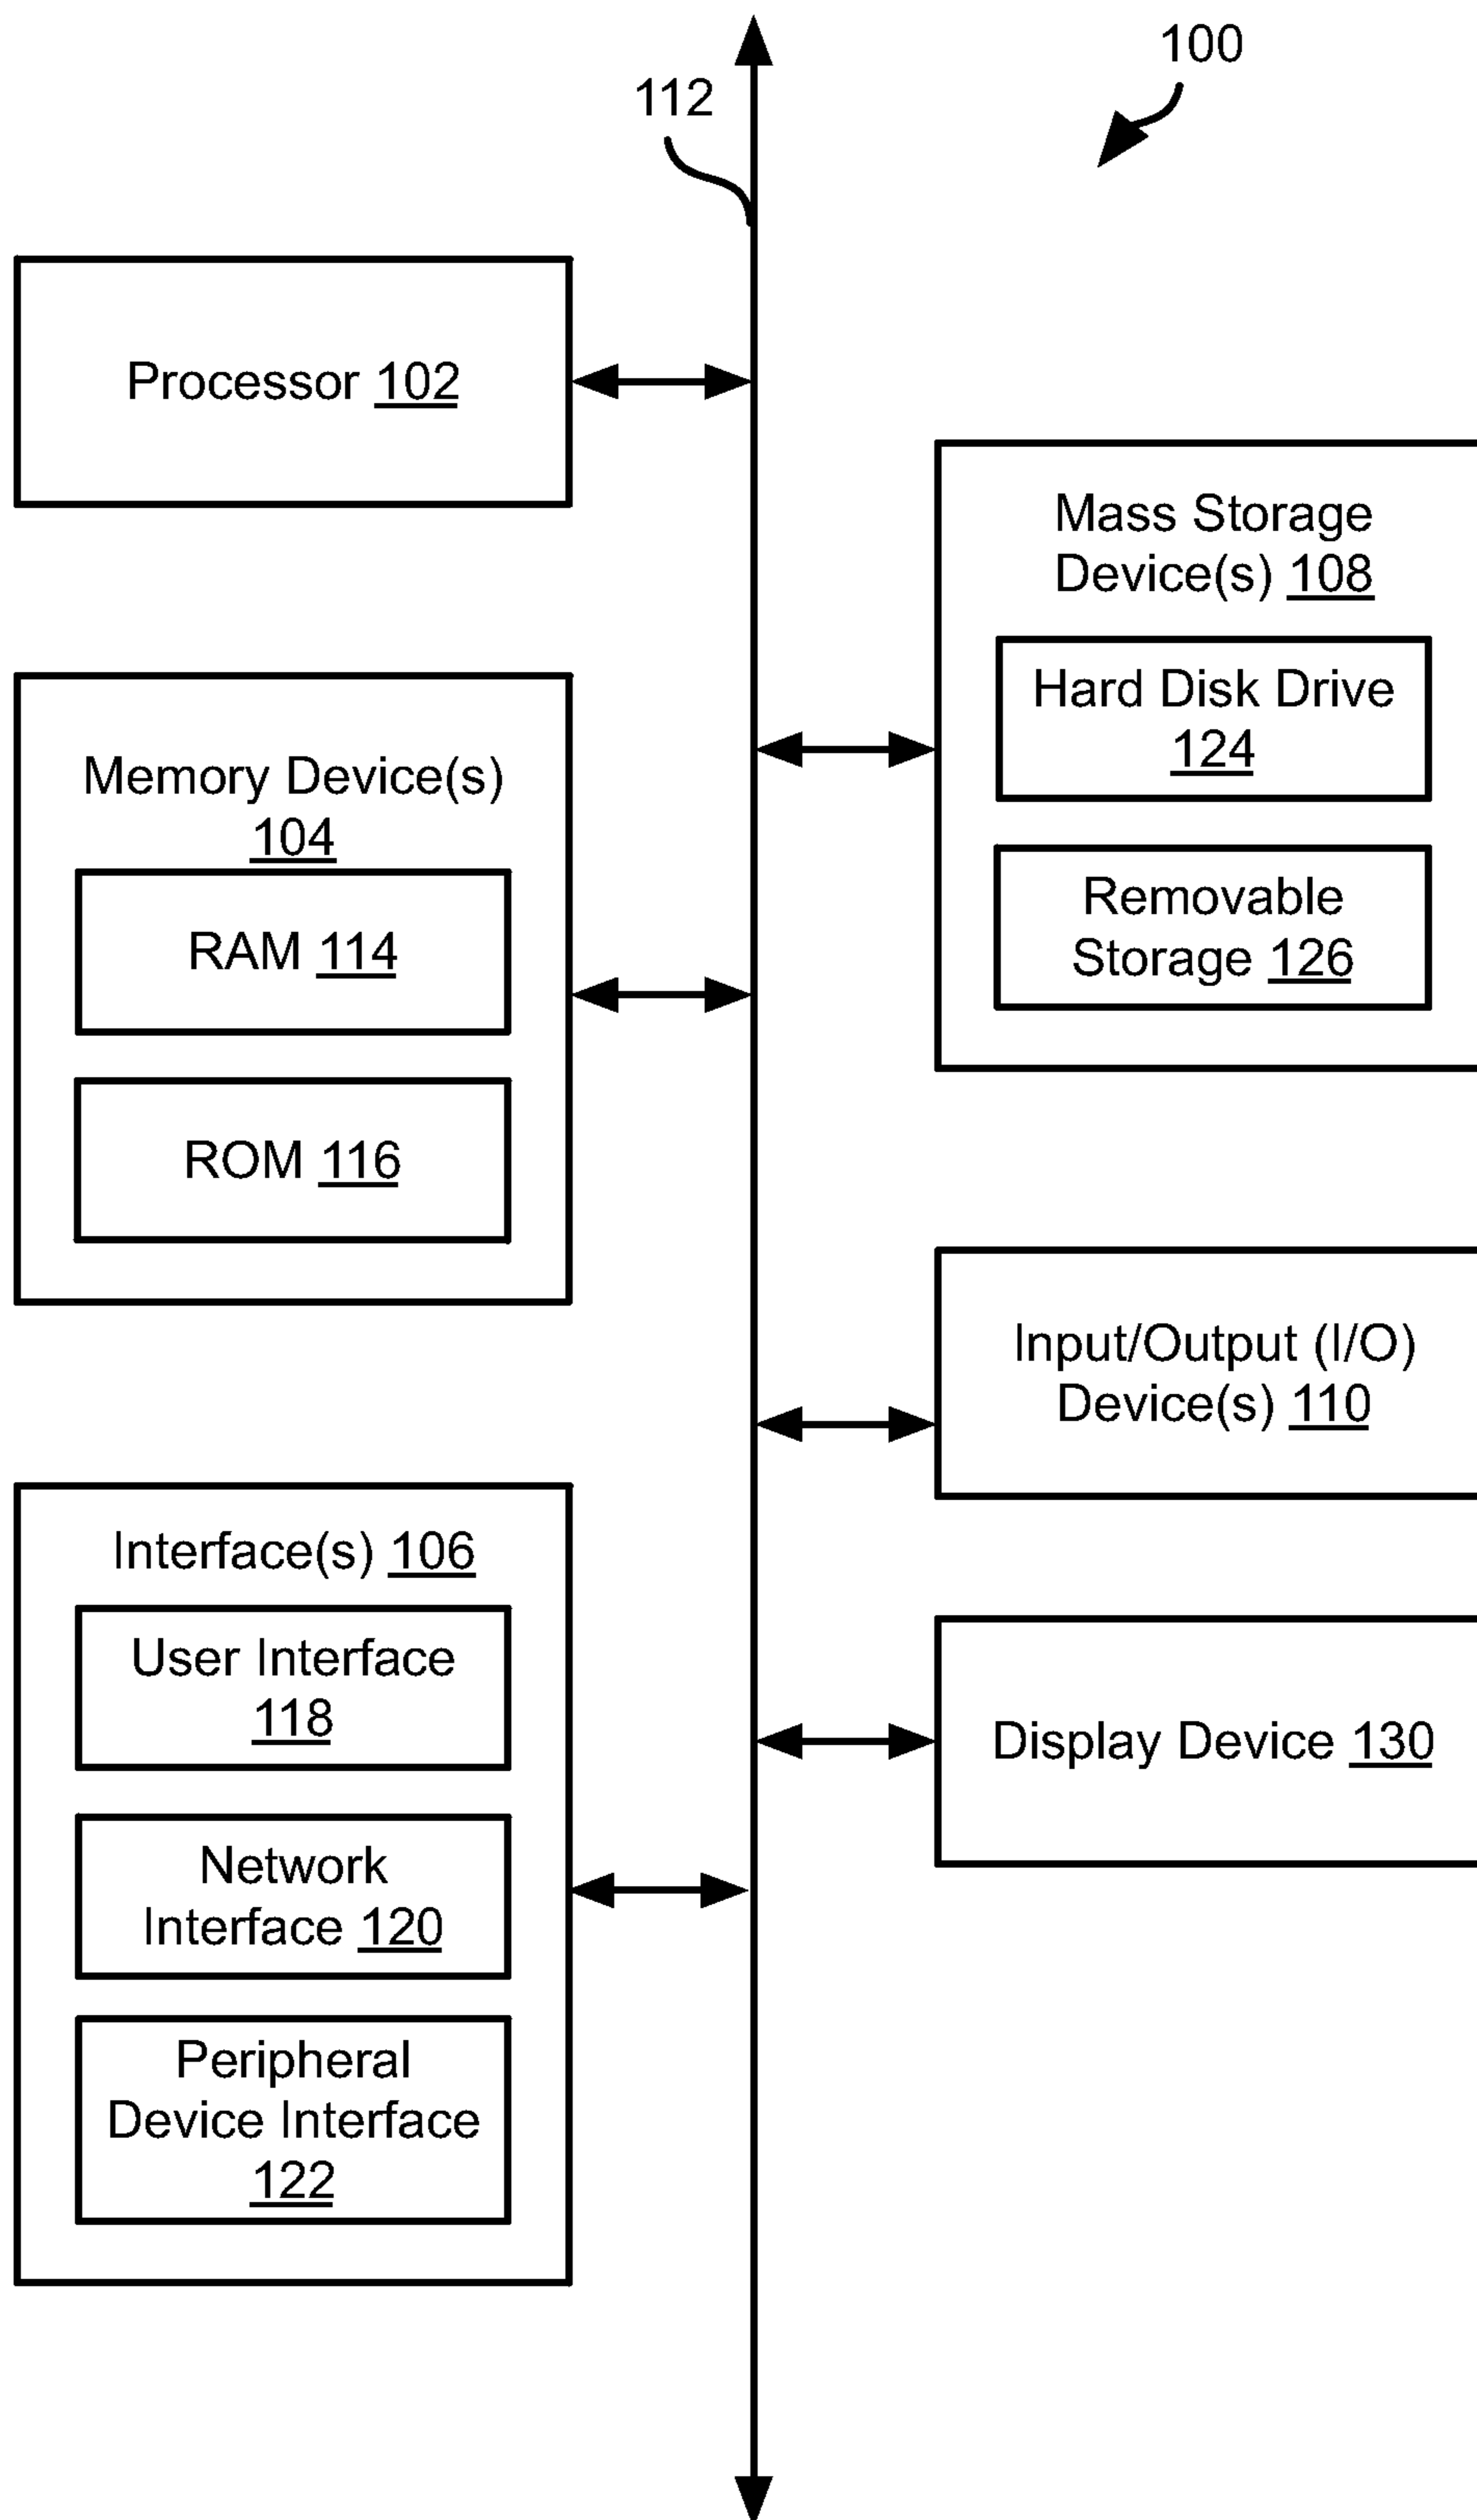 100
112
Processor 102
Memory Device(s)
104
RAM 114
ROM 116
Interface(s) 106
User Interface
118
Network
Interface 120
Peripheral
Device Interface
122
Mass Storage
Device(s) 108
Hard Disk Drive
124
Removable
Storage 126
Input/Output (I/O)
Device(s) 110
Display Device 130